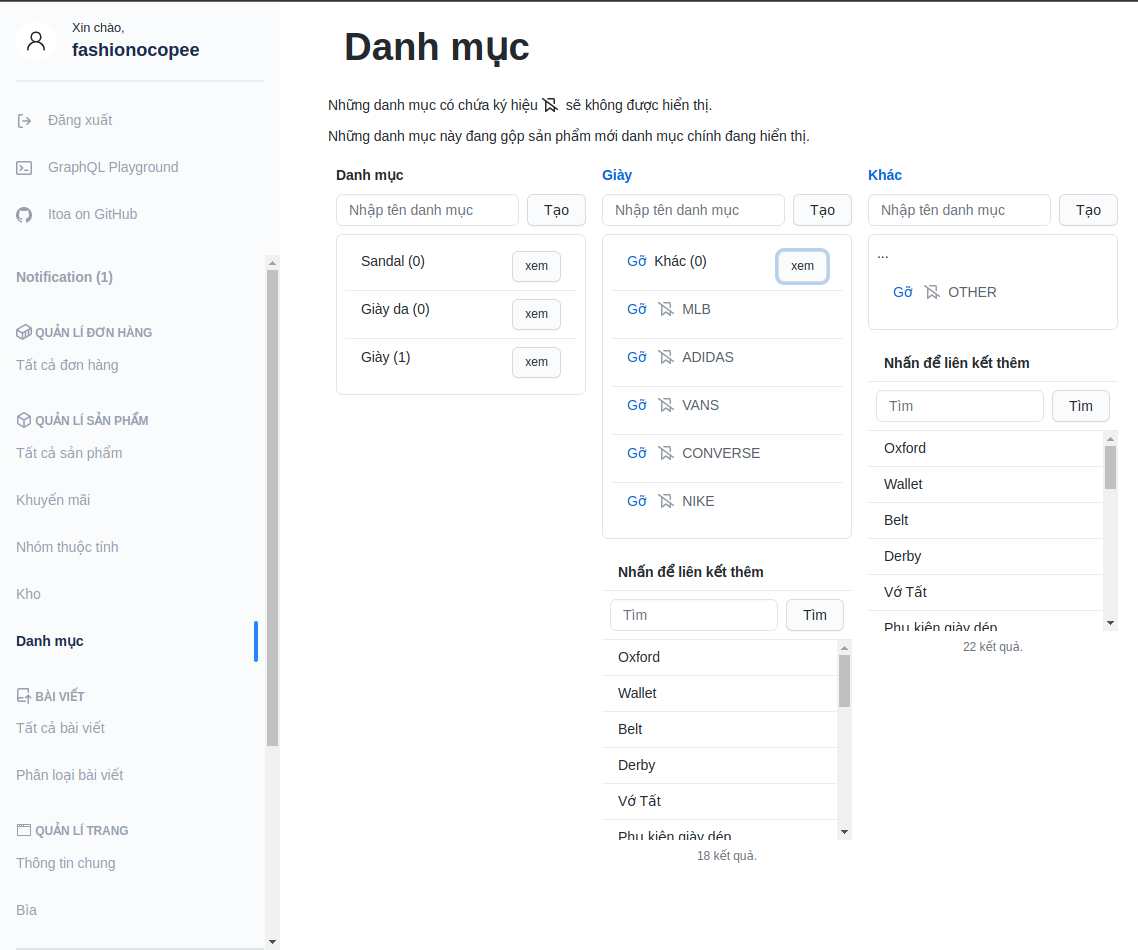 Xin chào,
fashionocopee
Đăng xuất
GraphQL Playground
Itoa on GitHub
Notification (1)
QUẢN LÍ ĐƠN HÀNG
Tất cả đơn hàng
QUẢN LÍ SẢN PHẨM
Tất cả sản phẩm
Khuyến mãi
Nhóm thuộc tính
Kho
Danh mục
BÀI VIẾT
Tất cả bài viết
Phân loại bài viết
QUẢN LÍ TRANG
Thông tin chung
Bìa
Danh mục
Những danh mục có chứa ký hiệu sẽ không được hiển thị.
Những danh mục này đang gộp sản phẩm mới danh mục chính đang hiển thị.
Danh mục
Nhập tên danh mục Tạo
Sandal (0) xem
Giày da (0) xem
Giày (1) xem
Giày
Nhập tên danh mục Tạo
Gỡ Khác (0) xem
Gỡ MLB
Gỡ ADIDAS
Gỡ VANS
Gỡ CONVERSE
Gỡ NIKE
Nhấn để liên kết thêm
Tìm Tìm
Oxford
Wallet
Belt
Derby
Vớ Tất
Phụ kiện giày dép
18 kết quả.
Khác
Nhập tên danh mục Tạo
...
Gỡ OTHER
Nhấn để liên kết thêm
Tìm Tìm
Oxford
Wallet
Belt
Derby
Vớ Tất
Phụ kiện giày dép
22 kết quả.